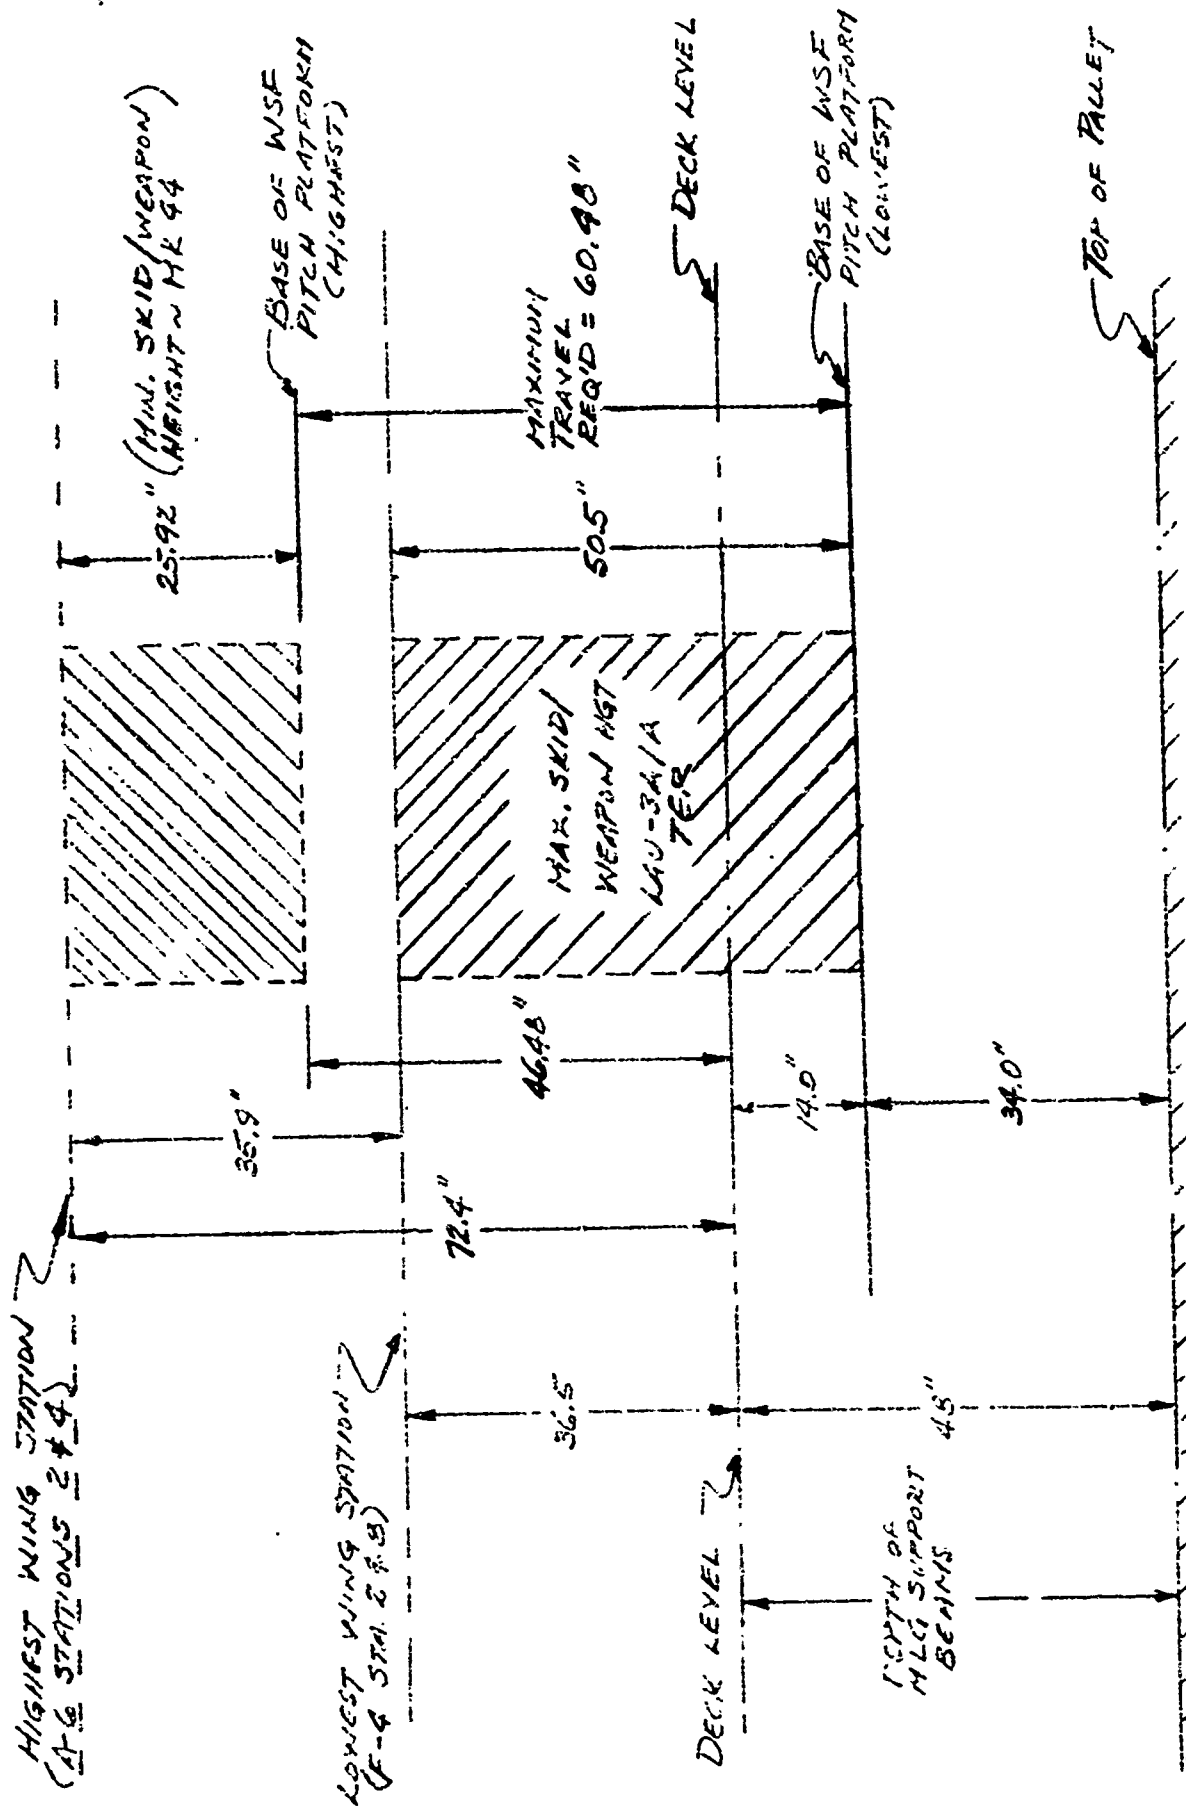 HIGHEST WING STATION
(A-6 STATIONS 2 & 4)
25.92" (MIN. SKID/WEAPON)
(HEIGHT ~ MK 44
BASE OF WSF
PITCH PLATFORM
(HIGHEST)
35.9"
LOWEST WING STATION
(F-4 STA. 2 & 8)
72.4"
46.48"
MAX. SKID/
WEAPON HGT
LAU-3A/A
TER
50.5"
MAXIMUM
TRAVEL
REQ'D = 60.48"
36.5
DECK LEVEL
DECK LEVEL
14.0"
BASE OF WSF
PITCH PLATFORM
(LOWEST)
DEPTH OF
MLG SUPPORT
BEAMS
48"
34.0"
TOP OF PALLET